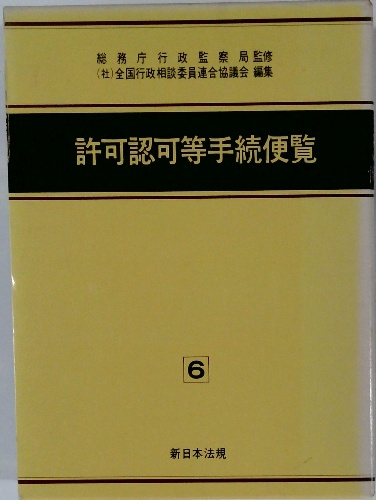 総務庁行政監察局 監修
(社)全国行政相談委員連合協議会 編集
許可認可等手続便覧
6
新日本法規